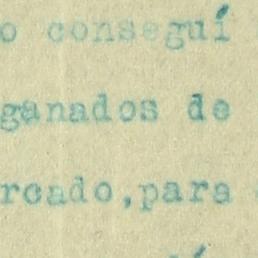 o conseguí
ganados de
rcado,para